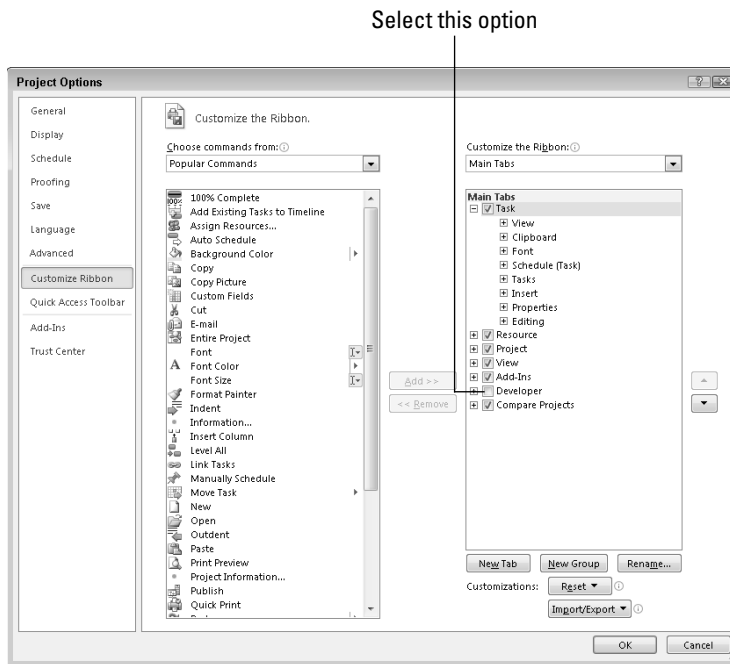 Select this option
Project Options
General
Display
Schedule
Proofing
Save
Language
Advanced
Customize Ribbon
Quick Access Toolbar
Add-Ins
Trust Center
Customize the Ribbon.
Choose commands from:
Popular Commands
100% Complete
Add Existing Tasks to Timeline
Assign Resources...
Auto Schedule
Background Color
Copy
Copy Picture
Custom Fields
Cut
E-mail
Entire Project
Font
Font Color
Font Size
Format Painter
Indent
Information...
Insert Column
Level All
Link Tasks
Manually Schedule
Move Task
New
Open
Outdent
Paste
Print Preview
Project Information...
Publish
Quick Print
Add >>
<< Remove
Customize the Ribbon:
Main Tabs
Main Tabs
Task
View
Clipboard
Font
Schedule (Task)
Tasks
Insert
Properties
Editing
Resource
Project
View
Add-Ins
Developer
Compare Projects
New Tab
New Group
Rename...
Customizations:
Reset
Import/Export
OK
Cancel